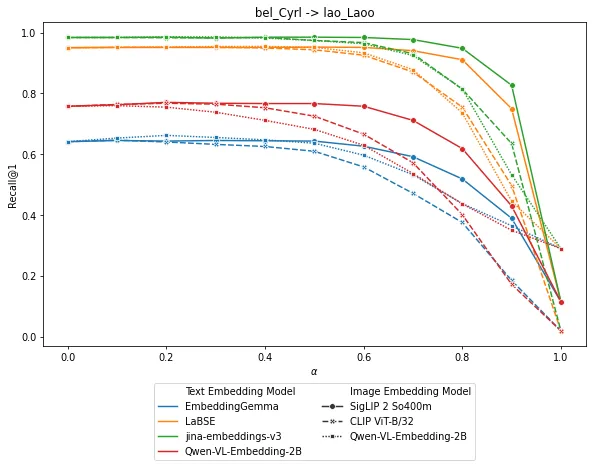 bel_Cyrl -> lao_Laoo
Recall@1
1.0
0.8
0.6
0.4
0.2
0.0
0.0 0.2 0.4 0.6 0.8 1.0
α
Text Embedding Model
EmbeddingGemma
LaBSE
jina-embeddings-v3
Qwen-VL-Embedding-2B
Image Embedding Model
SigLIP 2 So400m
CLIP ViT-B/32
Qwen-VL-Embedding-2B